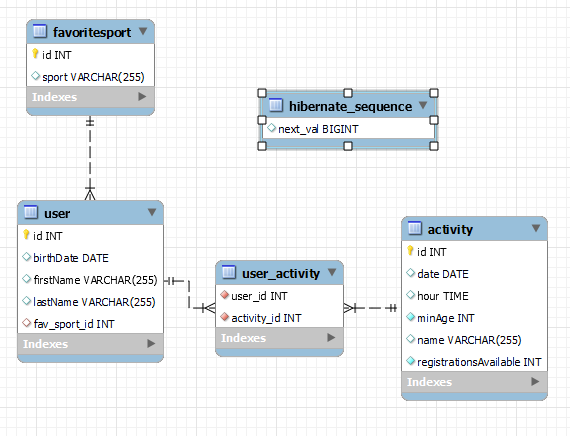 favoritesport
id INT
sport VARCHAR(255)
Indexes
hibernate_sequence
next_val BIGINT
user
id INT
birthDate DATE
firstName VARCHAR(255)
lastName VARCHAR(255)
fav_sport_id INT
Indexes
user_activity
user_id INT
activity_id INT
Indexes
activity
id INT
date DATE
hour TIME
minAge INT
name VARCHAR(255)
registrationsAvailable INT
Indexes